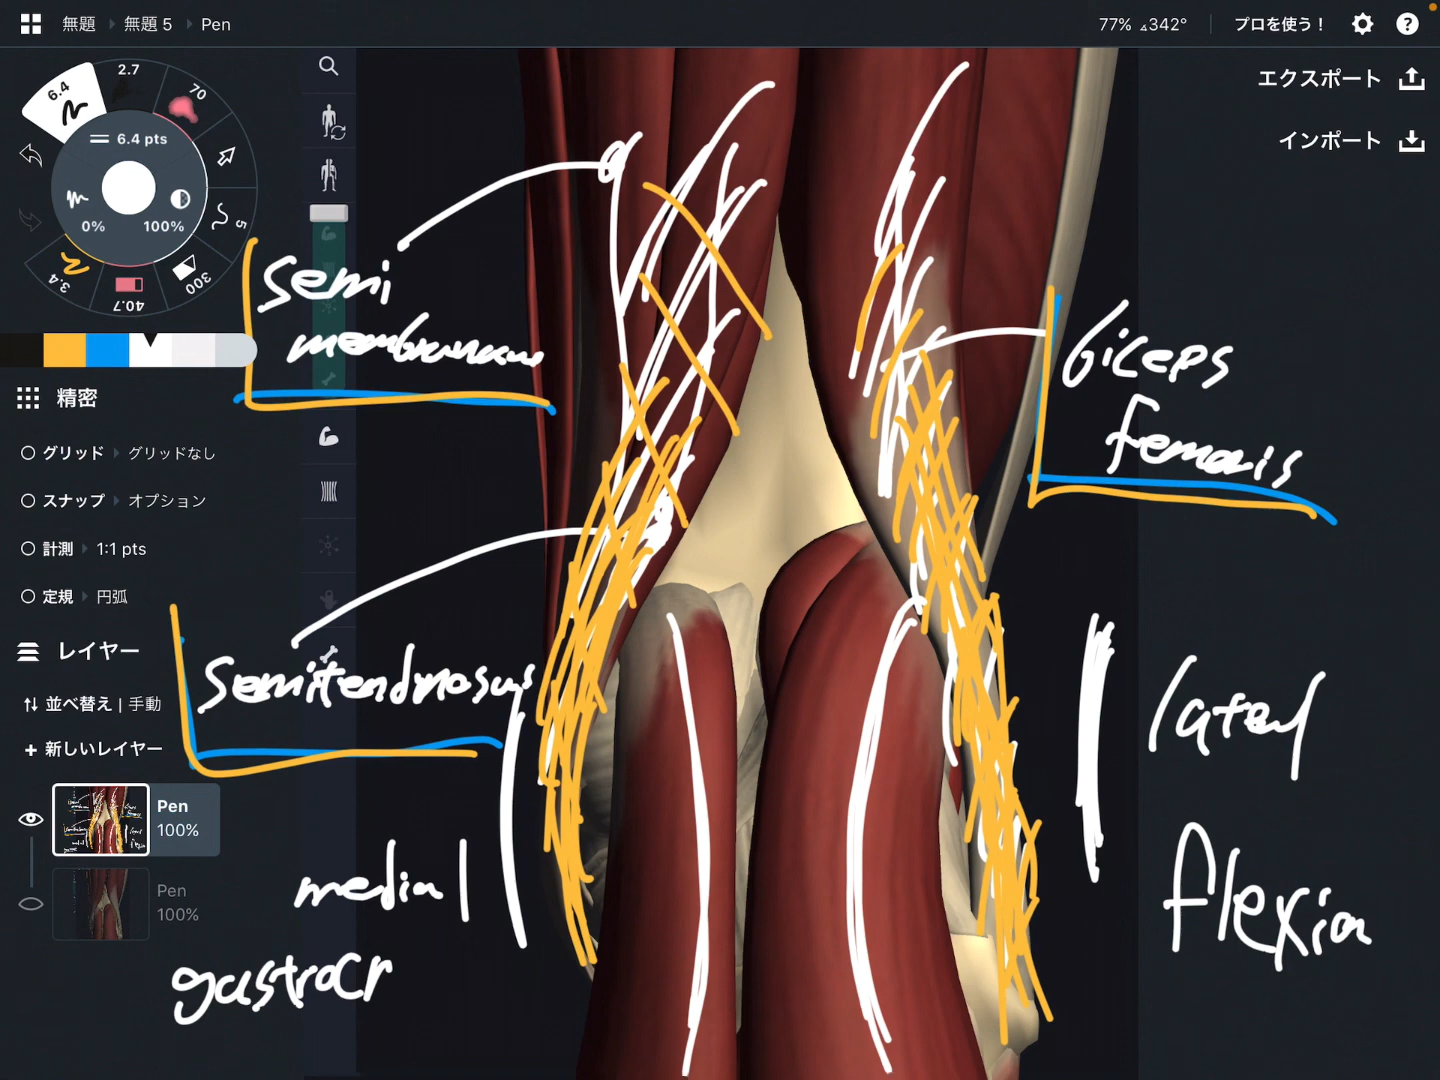 無題 無題 5 Pen
77% ⊿342° プロを使う！
エクスポート
インポート
2.7
6.4
70
6.4 pts
0% 100%
5
3.4
40.7
300
精密
グリッド グリッドなし
スナップ オプション
計測 1:1 pts
定規 円弧
レイヤー
並べ替え | 手動
+ 新しいレイヤー
Pen
100%
Pen
100%
semi
biceps
femoris
medial
gastrocn
flexion